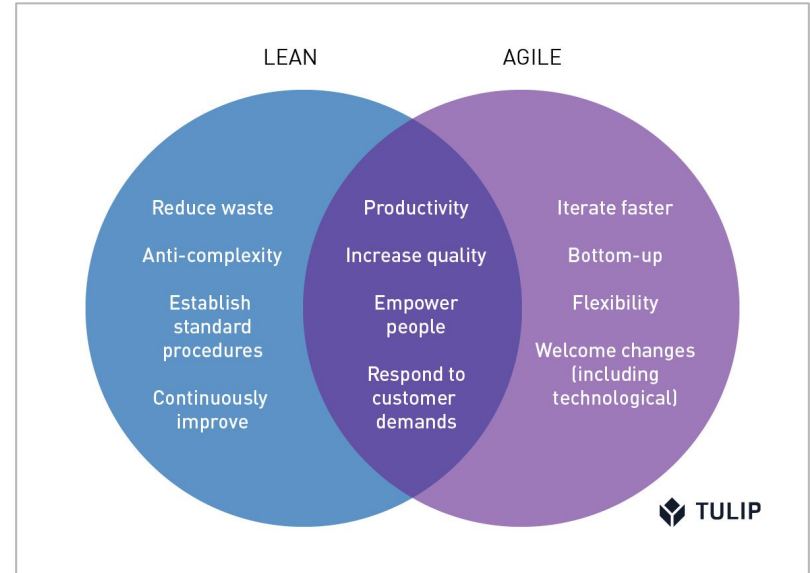 LEAN
AGILE
Reduce waste
Anti-complexity
Establish
standard
procedures
Continuously
improve
Productivity
Increase quality
Empower
people
Respond to
customer
demands
Iterate faster
Bottom-up
Flexibility
Welcome changes
(including
technological)
TULIP